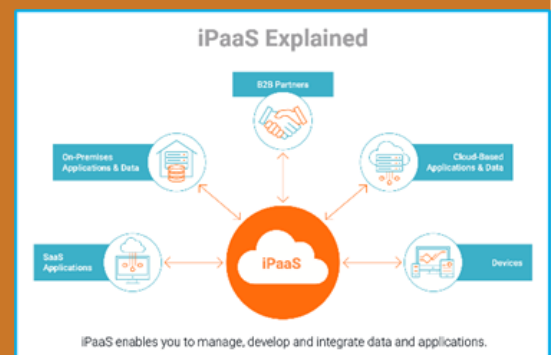 iPaaS Explained
B2B Partners
On-Premises
Applications & Data
Cloud-Based
Applications & Data
SaaS
Applications
iPaaS
Devices
iPaaS enables you to manage, develop and integrate data and applications.